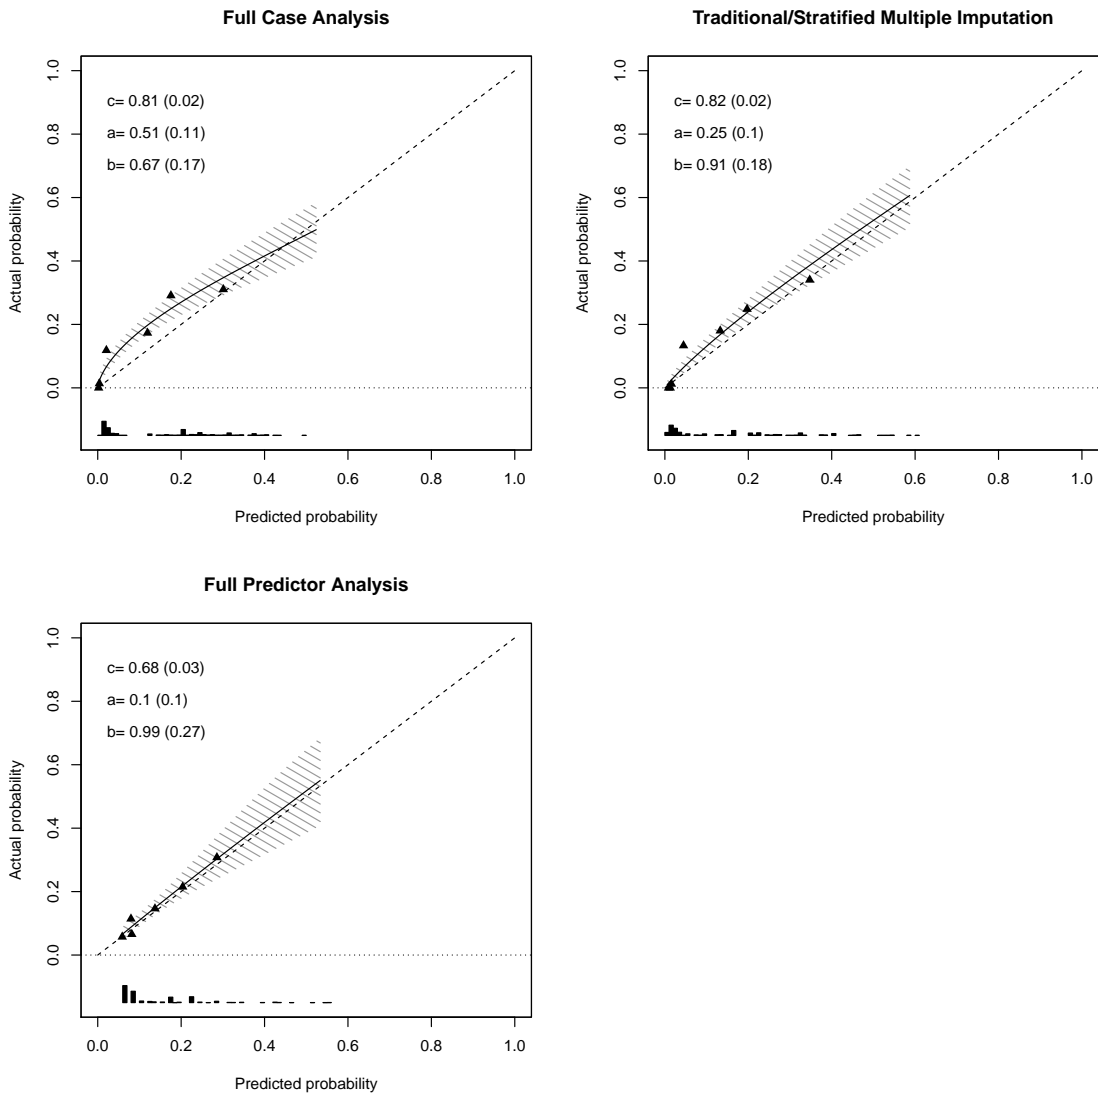 Full Case Analysis
c= 0.81 (0.02)
a= 0.51 (0.11)
b= 0.67 (0.17)
Actual probability
0.0 0.2 0.4 0.6 0.8 1.0
0.0 0.2 0.4 0.6 0.8 1.0
Predicted probability
Traditional/Stratified Multiple Imputation
c= 0.82 (0.02)
a= 0.25 (0.1)
b= 0.91 (0.18)
Actual probability
0.0 0.2 0.4 0.6 0.8 1.0
0.0 0.2 0.4 0.6 0.8 1.0
Predicted probability
Full Predictor Analysis
c= 0.68 (0.03)
a= 0.1 (0.1)
b= 0.99 (0.27)
Actual probability
0.0 0.2 0.4 0.6 0.8 1.0
0.0 0.2 0.4 0.6 0.8 1.0
Predicted probability